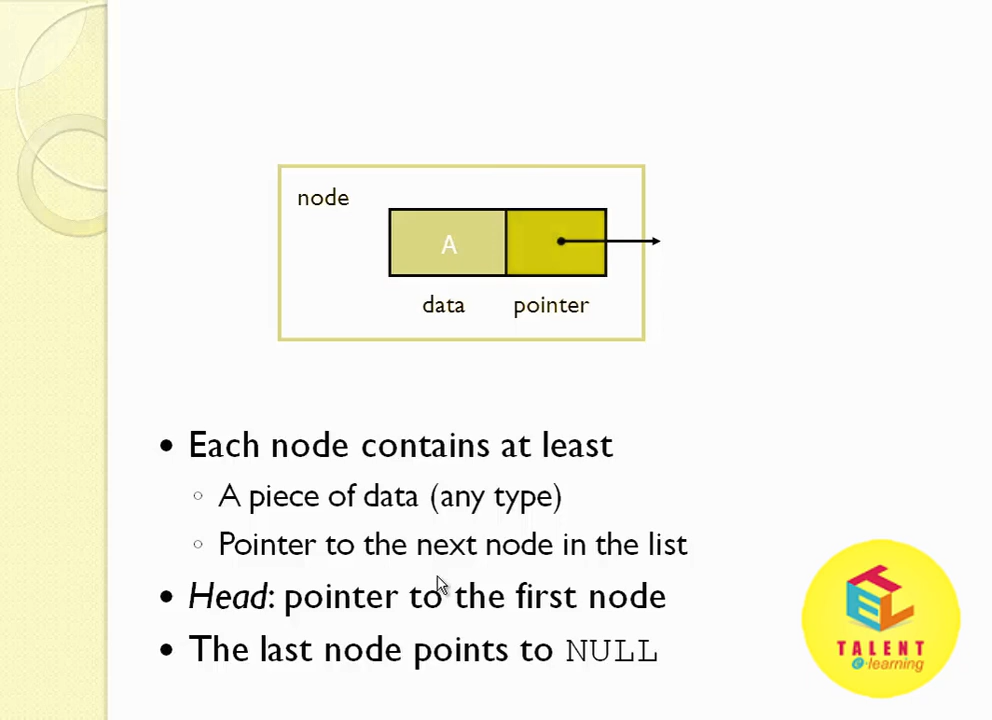 node
A
data pointer
• Each node contains at least
◦ A piece of data (any type)
◦ Pointer to the next node in the list
• Head: pointer to the first node
• The last node points to NULL
TEL
TALENT
e-learning